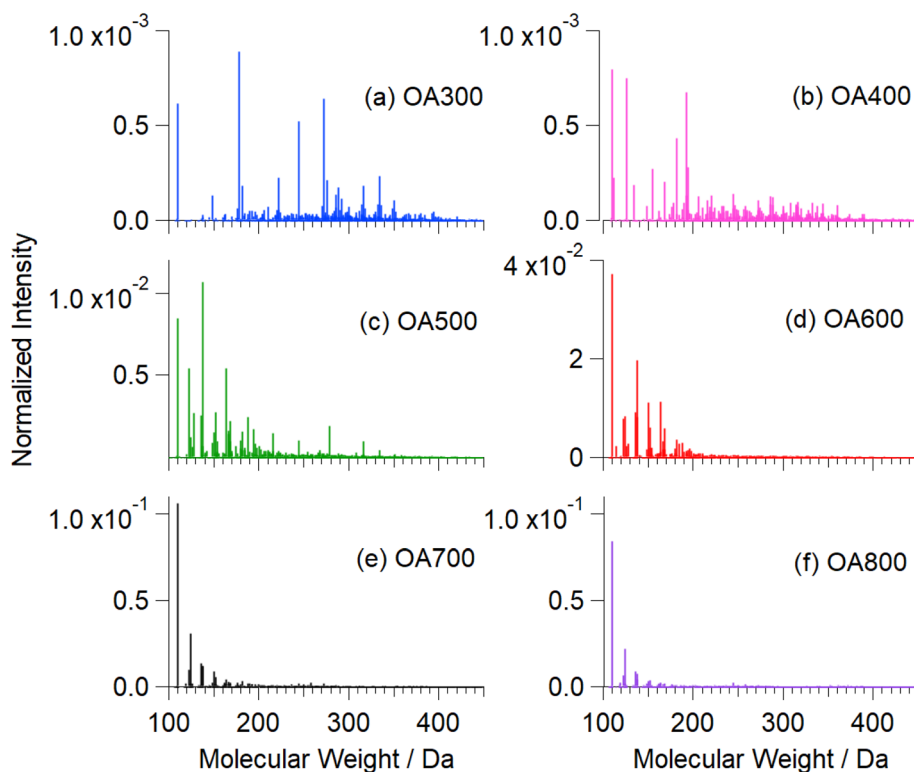 1.0 x10⁻³
0.5
0.0
(a) OA300
1.0 x10⁻³
0.5
0.0
(b) OA400
1.0 x10⁻²
0.5
(c) OA500
4 x10⁻²
2
0
(d) OA600
1.0 x10⁻¹
0.5
0.0
(e) OA700
1.0 x10⁻¹
0.5
0.0
(f) OA800
Normalized Intensity
100 200 300 400
100 200 300 400
Molecular Weight / Da
Molecular Weight / Da